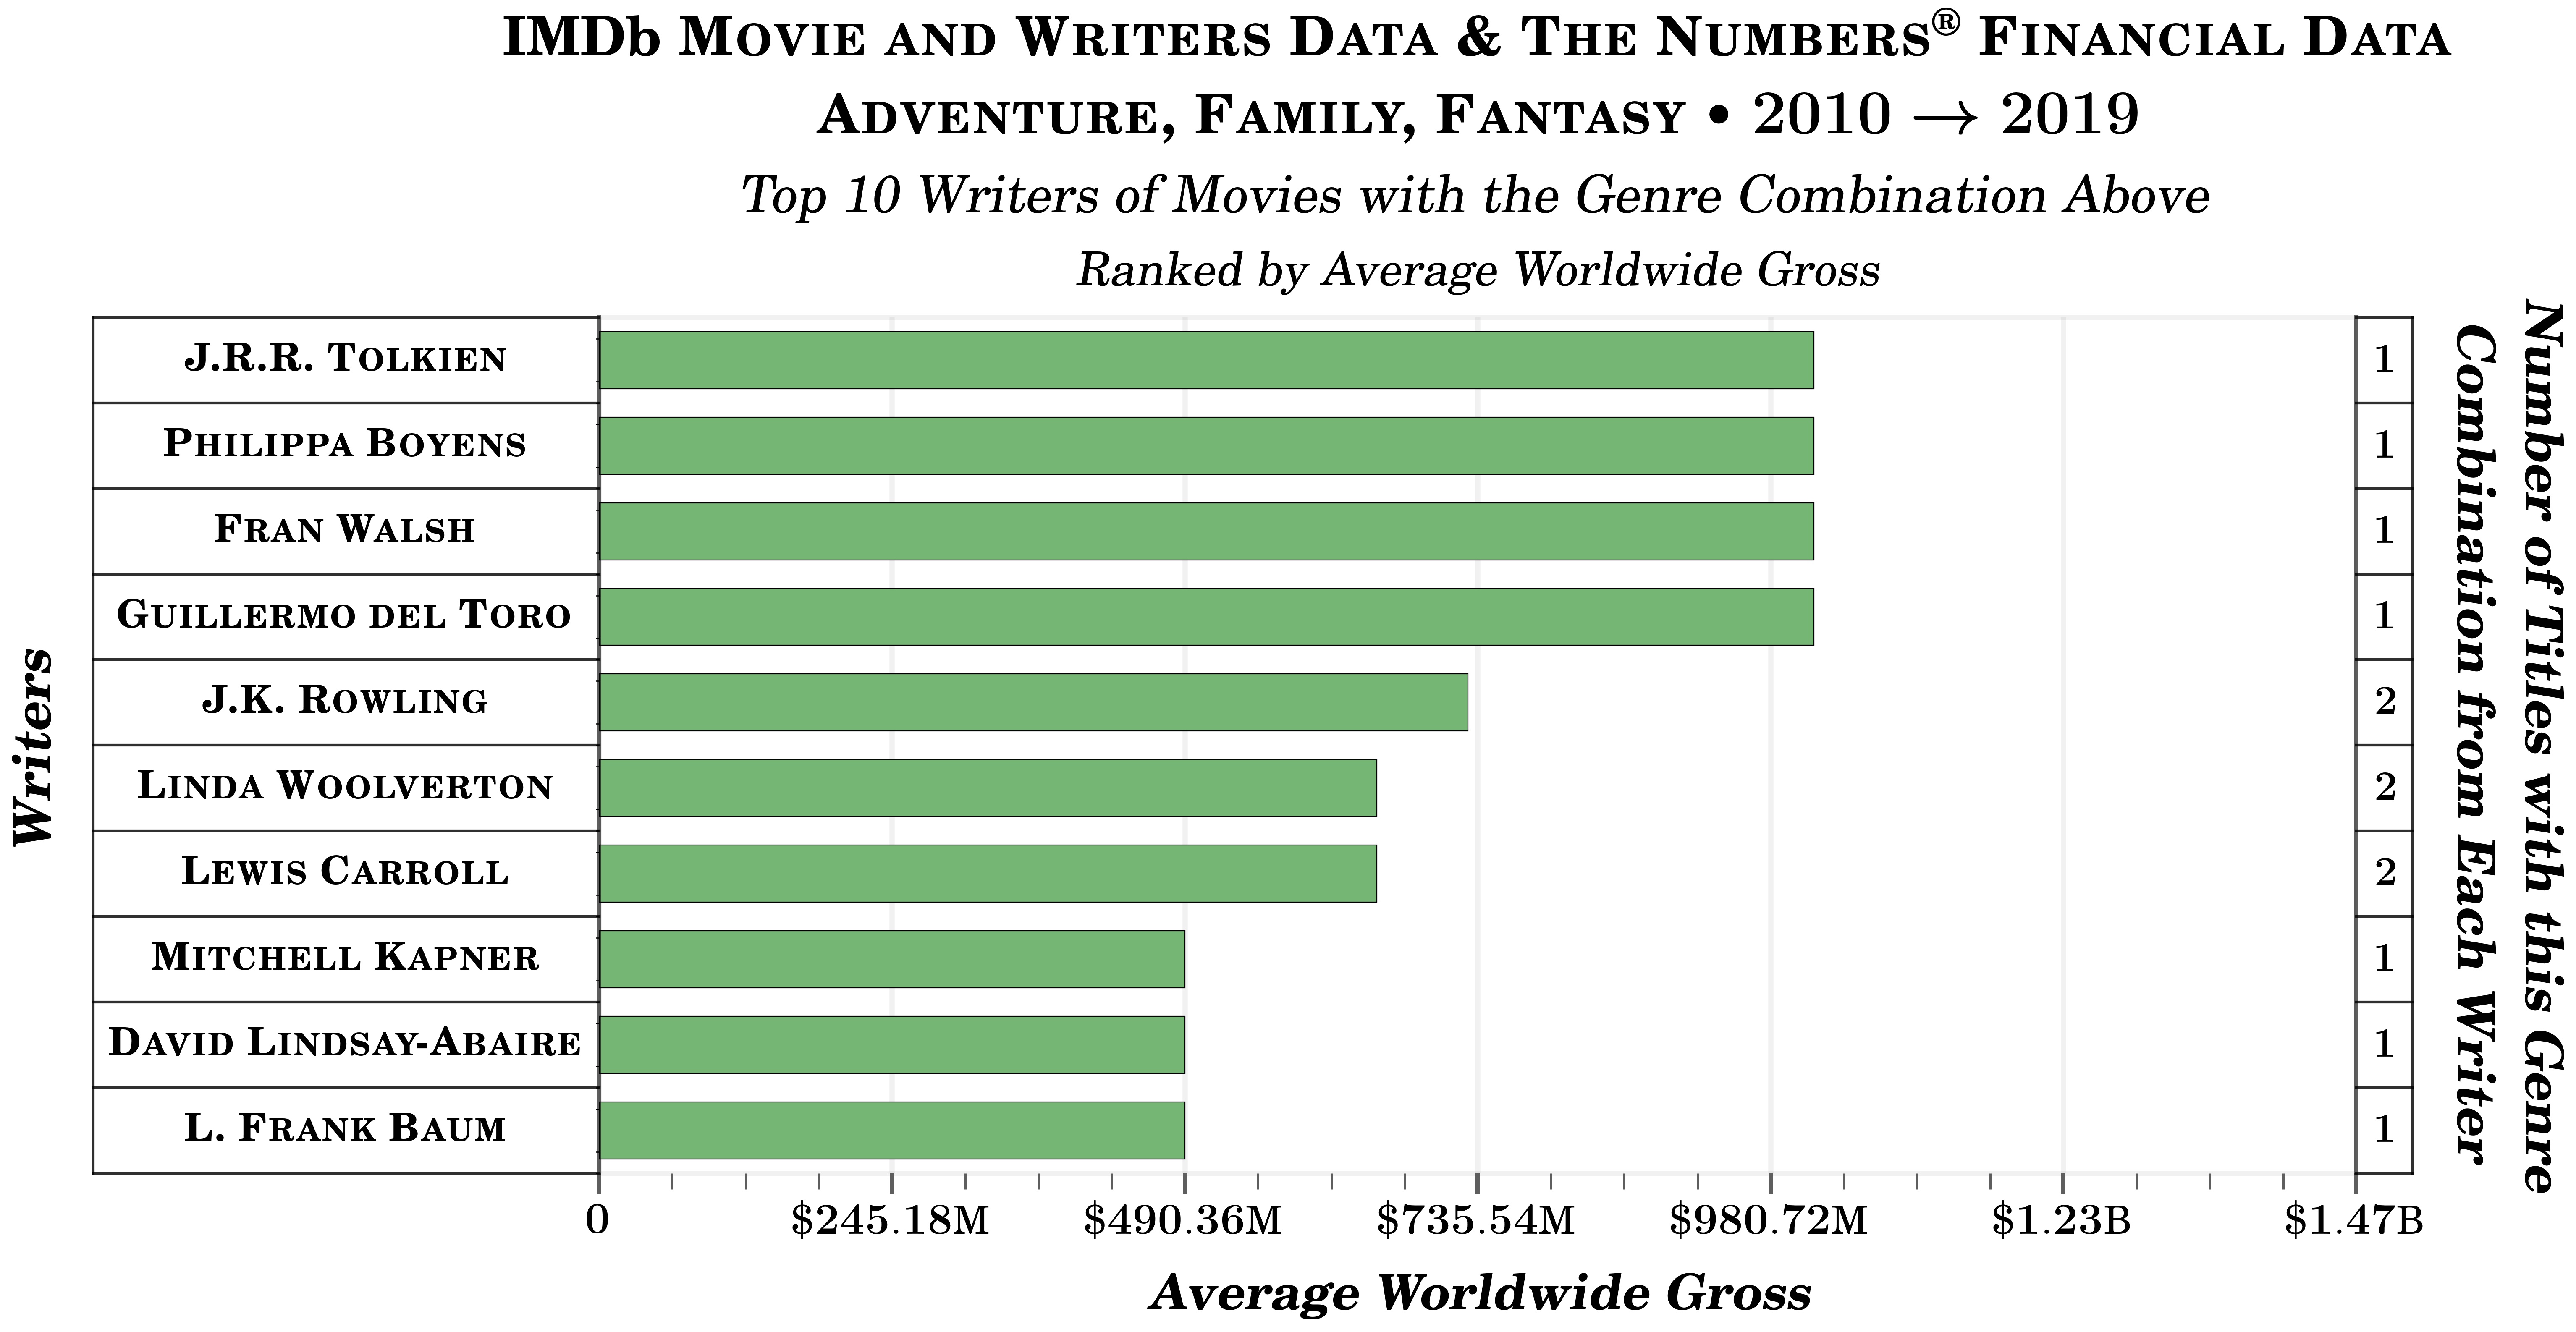 IMDb Movie and Writers Data & The Numbers® Financial Data
Adventure, Family, Fantasy • 2010 → 2019
Top 10 Writers of Movies with the Genre Combination Above
Ranked by Average Worldwide Gross
Writers
J.R.R. Tolkien 1
Philippa Boyens 1
Fran Walsh 1
Guillermo del Toro 1
J.K. Rowling 2
Linda Woolverton 2
Lewis Carroll 2
Mitchell Kapner 1
David Lindsay-Abaire 1
L. Frank Baum 1
Number of Titles with this Genre
Combination from Each Writer
0 $245.18M $490.36M $735.54M $980.72M $1.23B $1.47B
Average Worldwide Gross